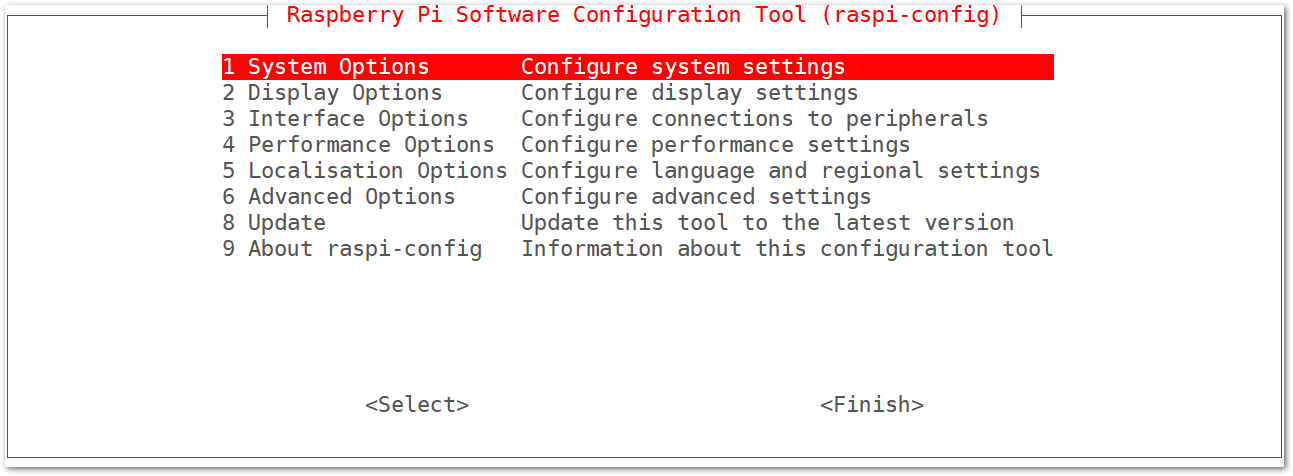 Raspberry Pi Software Configuration Tool (raspi-config)
1 System Options Configure system settings
2 Display Options Configure display settings
3 Interface Options Configure connections to peripherals
4 Performance Options Configure performance settings
5 Localisation Options Configure language and regional settings
6 Advanced Options Configure advanced settings
8 Update Update this tool to the latest version
9 About raspi-config Information about this configuration tool
<Select> <Finish>